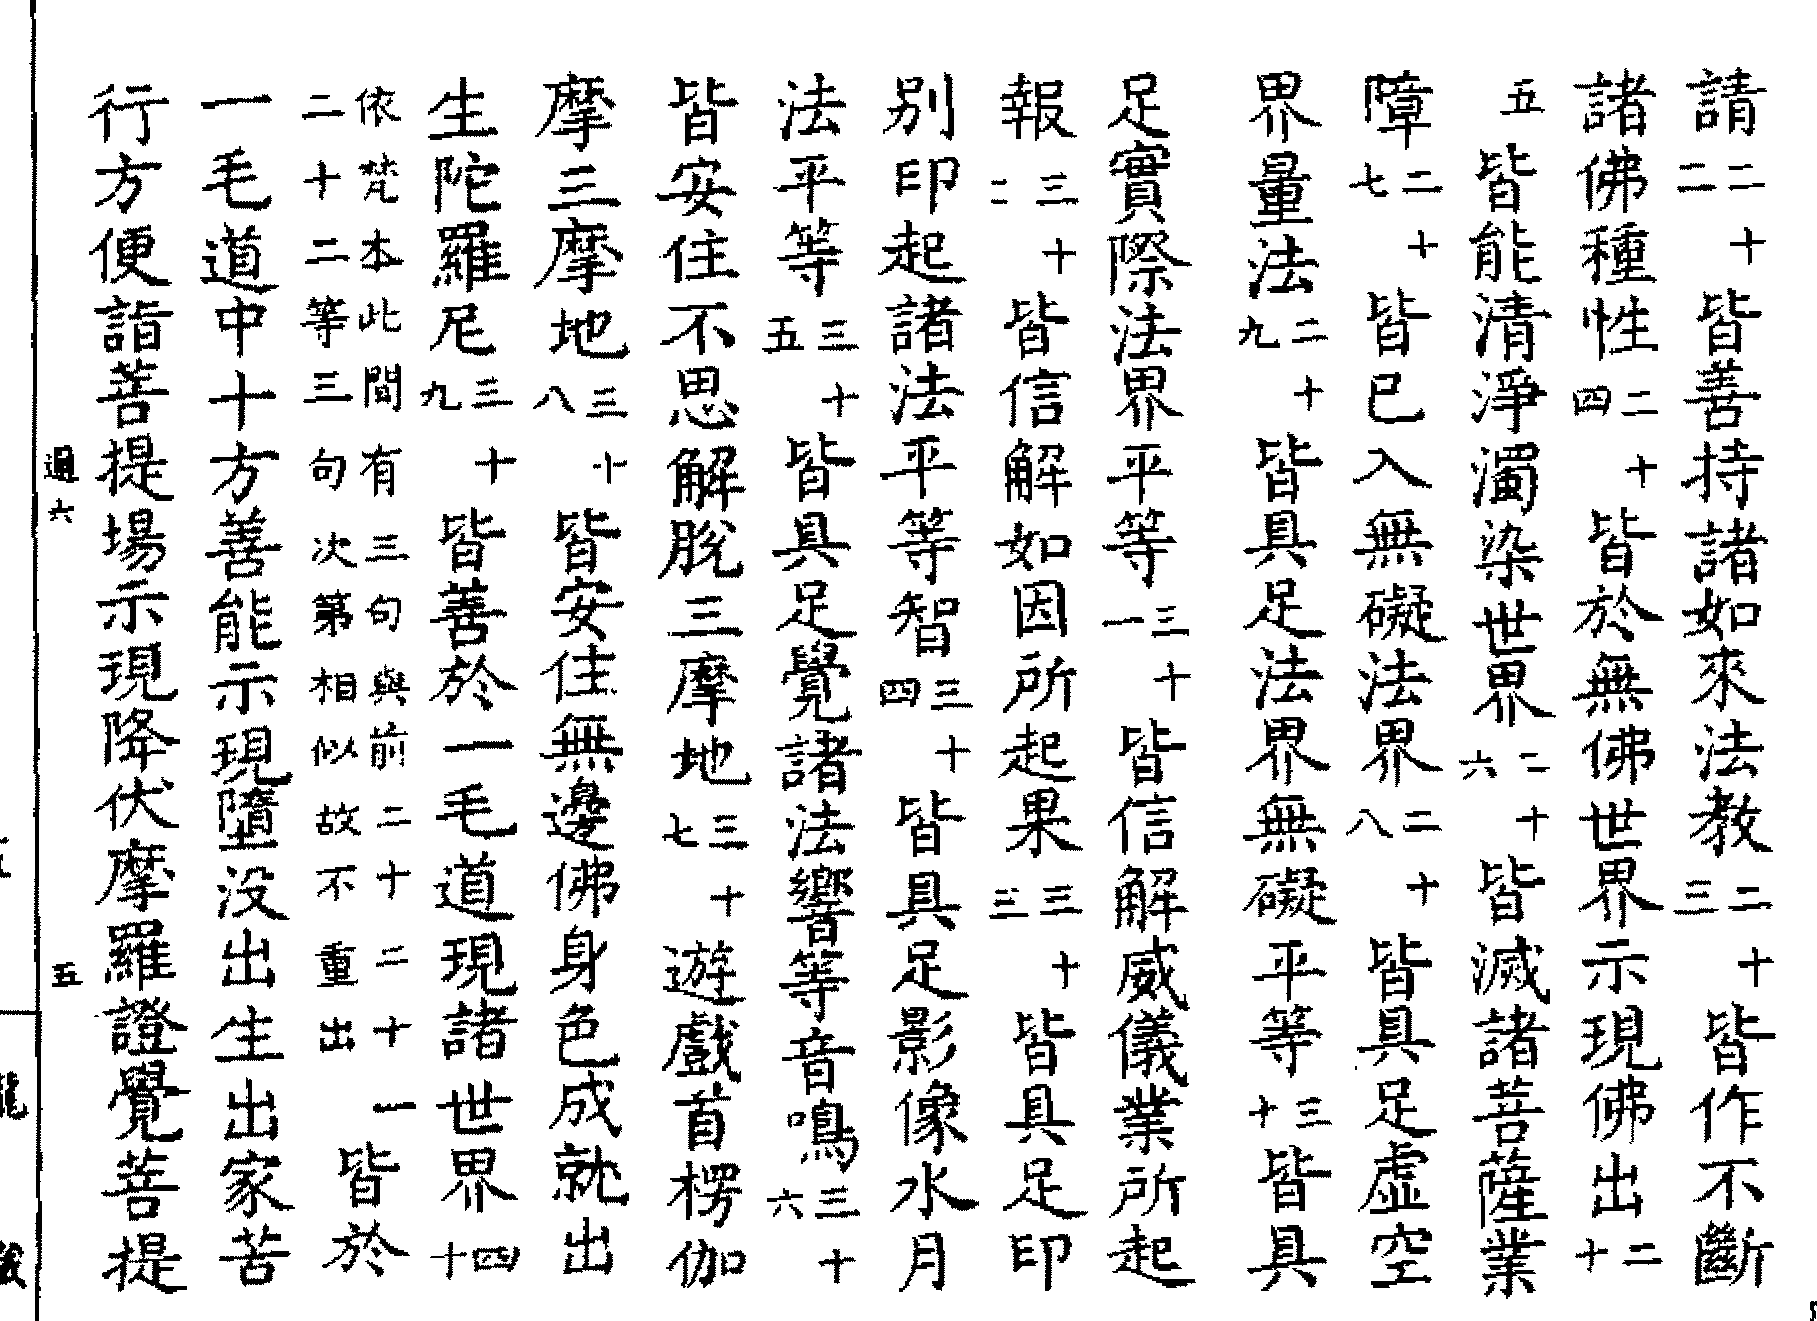 請二十二皆善持諸如來法教二十三皆作不斷
諸佛種性二十四皆於無佛世界示現佛出二十
五皆能清淨濁染世界二十六皆滅諸菩薩業
障二十七皆已入無礙法界二十八皆具足虛空
界量法二十九皆具足法界無礙平等三十皆具
足實際法界平等三十一皆信解威儀業所起
報三十二皆信解如因所起果三十三皆具足印
別印起諸法平等智三十四皆具足影像水月
法平等三十五皆具足覺諸法響等音鳴三十六
皆安住不思解脫三摩地三十七遊戲首楞伽
摩三摩地三十八皆安住無邊佛身色成就出
生陀羅尼三十九皆善於一毛道現諸世界四十
依梵本此間有三句與前二十二十一
二十二等三句次第相似故不重出
皆於
一毛道中十方善能示現墮没出生出家苦
行方便詣菩提場示現降伏摩羅證覺菩提
六 五